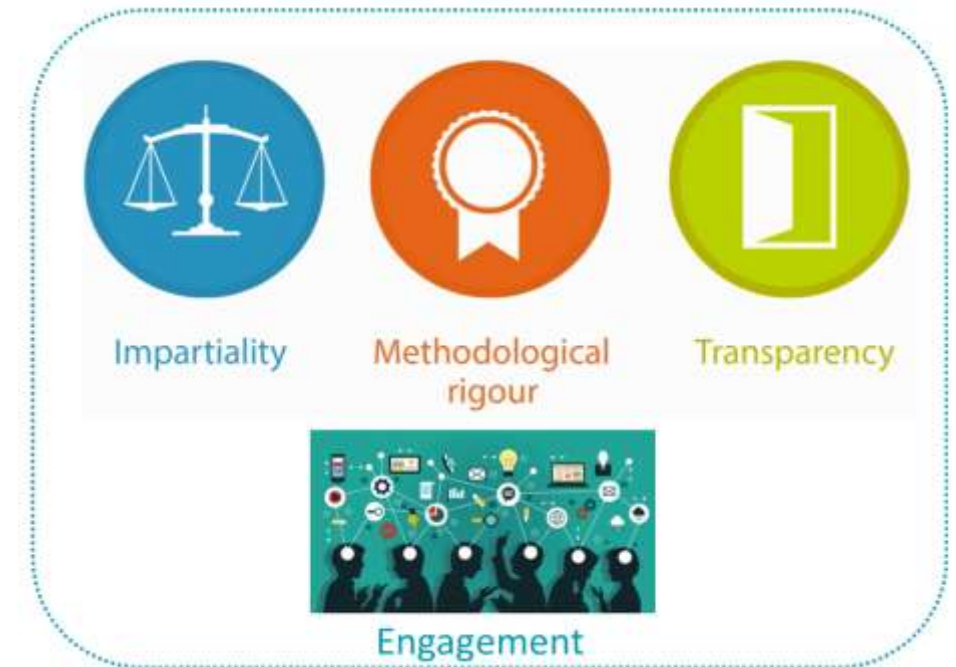 Impartiality
Methodological
rigour
Transparency
Engagement